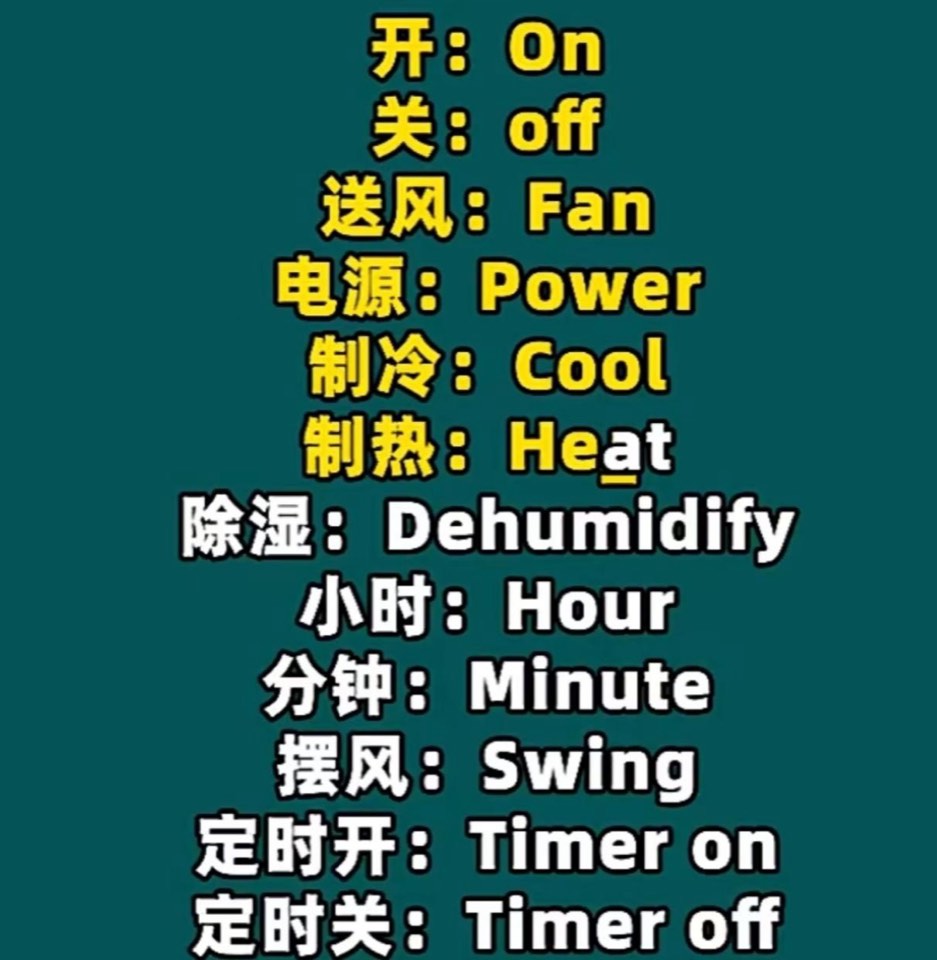 开：On
关：off
送风：Fan
电源：Power
制冷：Cool
制热：Heat
除湿：Dehumidify
小时：Hour
分钟：Minute
摆风：Swing
定时开：Timer on
定时关：Timer off